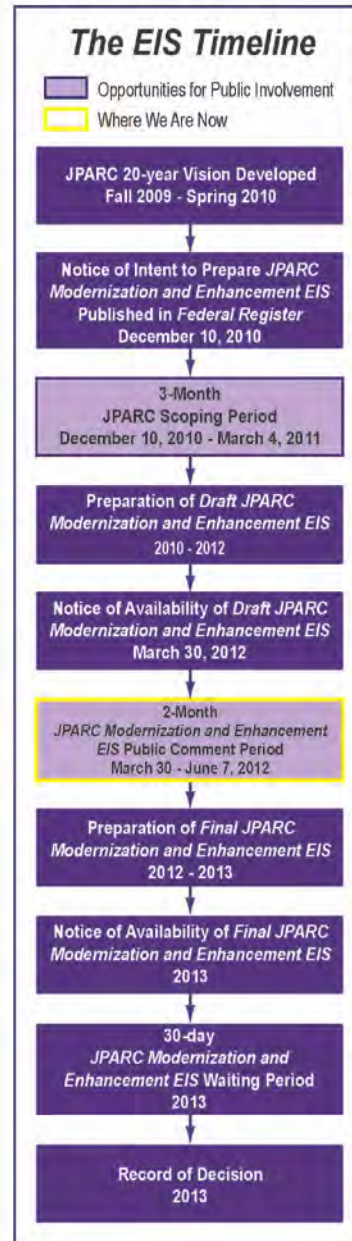 The EIS Timeline
Opportunities for Public Involvement
Where We Are Now
JPARC 20-year Vision Developed
Fall 2009 - Spring 2010
Notice of Intent to Prepare JPARC
Modernization and Enhancement EIS
Published in Federal Register
December 10, 2010
3-Month
JPARC Scoping Period
December 10, 2010 - March 4, 2011
Preparation of Draft JPARC
Modernization and Enhancement EIS
2010 - 2012
Notice of Availability of Draft JPARC
Modernization and Enhancement EIS
March 30, 2012
2-Month
JPARC Modernization and Enhancement
EIS Public Comment Period
March 30 - June 7, 2012
Preparation of Final JPARC
Modernization and Enhancement EIS
2012 - 2013
Notice of Availability of Final JPARC
Modernization and Enhancement EIS
2013
30-day
JPARC Modernization and
Enhancement EIS Waiting Period
2013
Record of Decision
2013